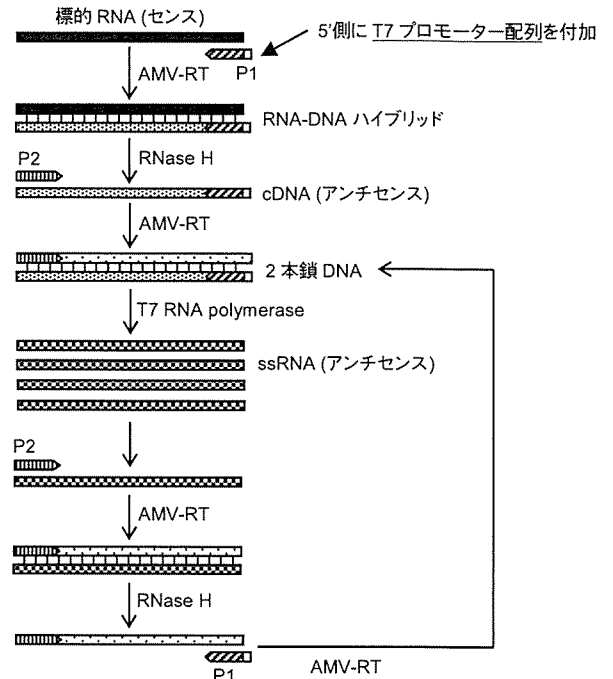 標的 RNA (センス)
5'側に T7 プロモーター配列を付加
AMV-RT
P1
RNA-DNA ハイブリッド
P2
RNase H
cDNA (アンチセンス)
AMV-RT
2 本鎖 DNA
T7 RNA polymerase
ssRNA (アンチセンス)
P2
AMV-RT
RNase H
P1
AMV-RT